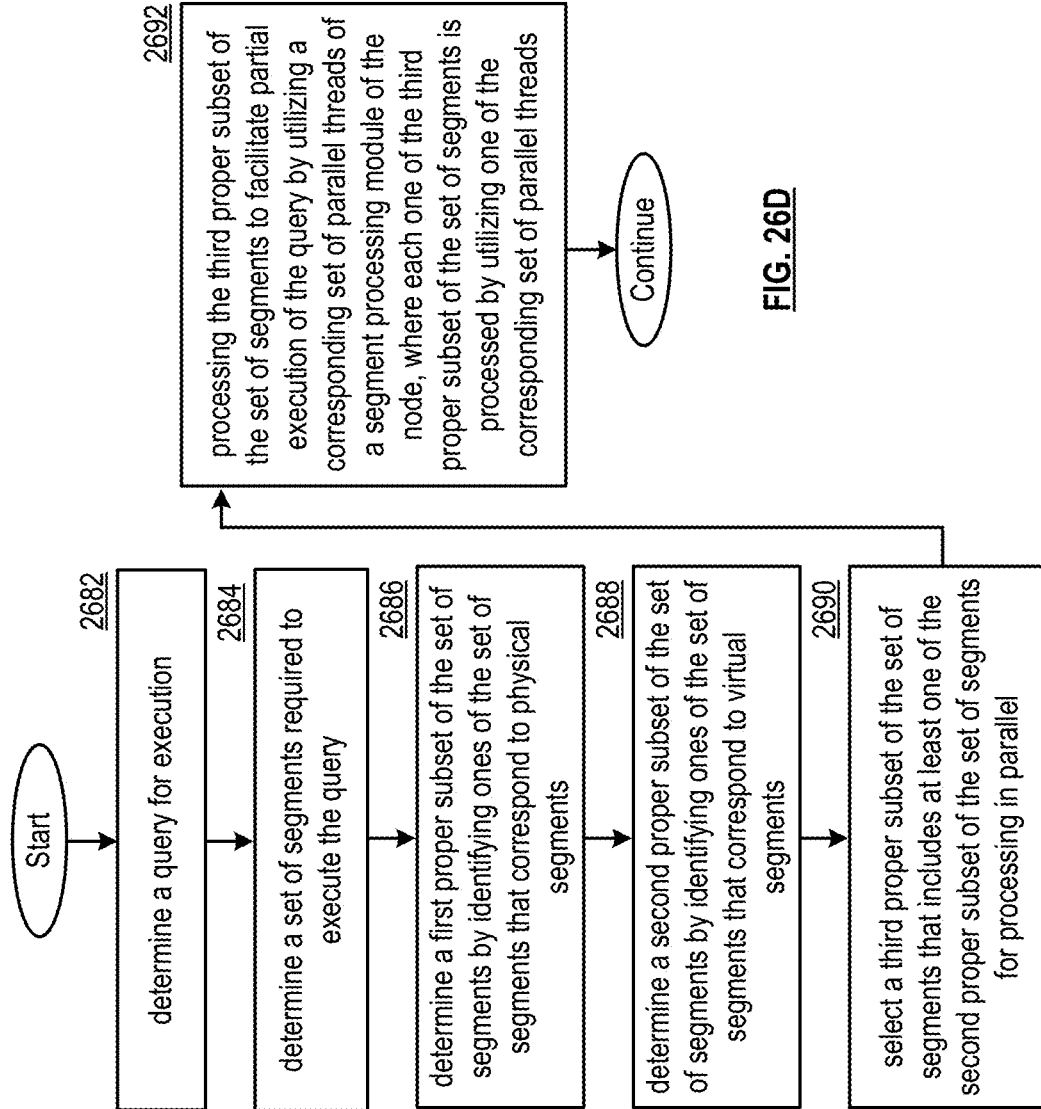 Start
2682
determine a query for execution
2684
determine a set of segments required to
execute the query
2686
determine a first proper subset of the set of
segments by identifying ones of the set of
segments that correspond to physical
segments
2688
determine a second proper subset of the set
of segments by identifying ones of the set of
segments that correspond to virtual
segments
2690
select a third proper subset of the set of
segments that includes at least one of the
second proper subset of the set of segments
for processing in parallel
2692
processing the third proper subset of
the set of segments to facilitate partial
execution of the query by utilizing a
corresponding set of parallel threads of
a segment processing module of the
node, where each one of the third
proper subset of the set of segments is
processed by utilizing one of the
corresponding set of parallel threads
Continue
FIG. 26D